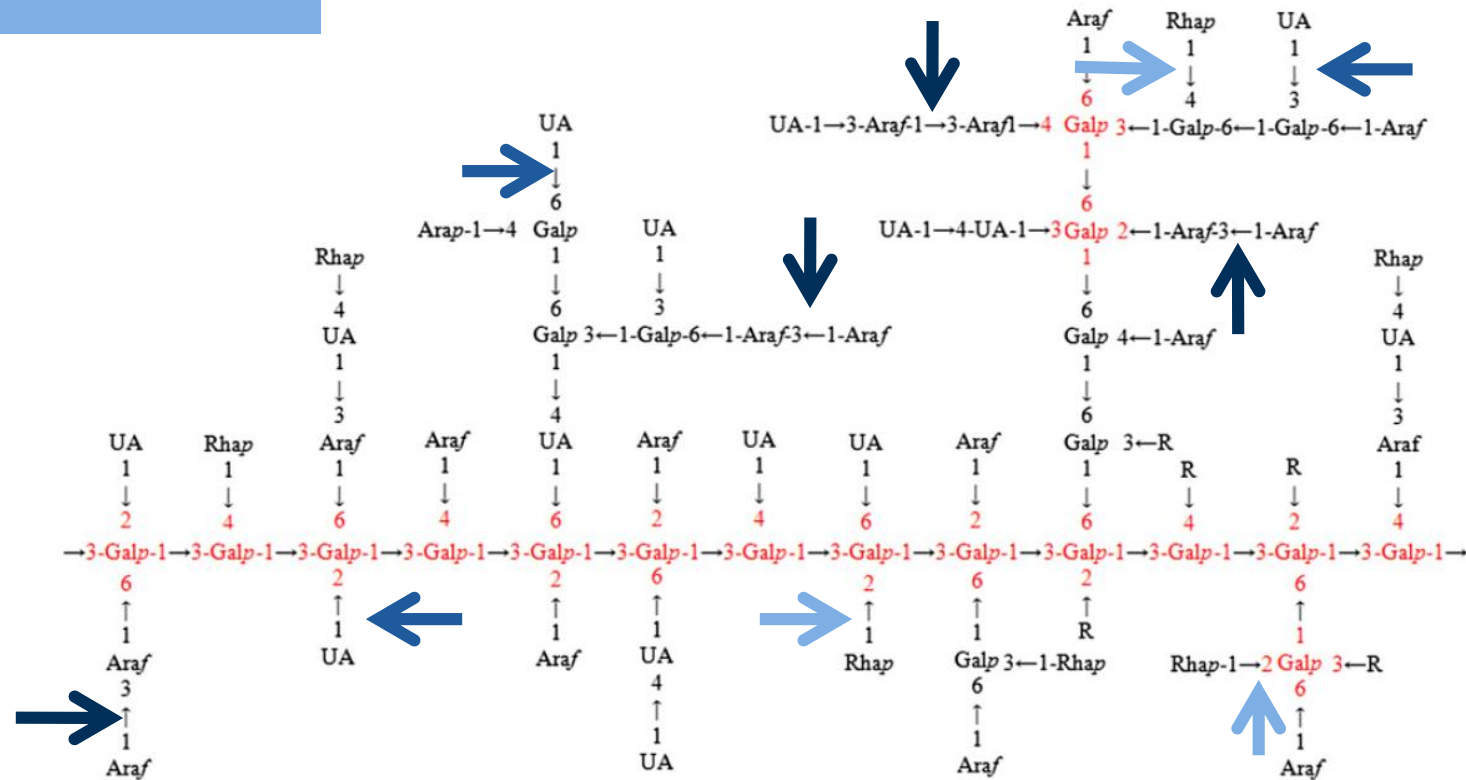 Araf Rhap UA
1 1 1
↓ ↓ ↓
6 4 3
UA UA-1→3-Araf-1→3-Araf1→4 Galp 3←1-Galp-6←1-Galp-6←1-Araf
1 1
↓ ↓
6 6
Arap-1→4 Galp UA UA-1→4-UA-1→3Galp 2←1-Araf-3←1-Araf
Rhap 1 1 1 Rhap
↓ ↓ ↓ ↓ ↓
4 6 3 6 4
UA Galp 3←1-Galp-6←1-Araf-3←1-Araf Galp 4←1-Araf UA
1 1 1 1
↓ ↓ ↓ ↓
3 4 6 3
UA Rhap Araf Araf UA Araf UA UA Araf Galp 3←R Araf
1 1 1 1 1 1 1 1 1 1 R R 1
↓ ↓ ↓ ↓ ↓ ↓ ↓ ↓ ↓ ↓ ↓ ↓ ↓
2 4 6 4 6 2 4 6 2 6 4 2 4
→3-Galp-1→3-Galp-1→3-Galp-1→3-Galp-1→3-Galp-1→3-Galp-1→3-Galp-1→3-Galp-1→3-Galp-1→3-Galp-1→3-Galp-1→3-Galp-1→3-Galp-1→
6 2 2 6 2 6 2 6
↑ ↑ ↑ ↑ ↑ ↑ ↑ ↑
1 1 1 1 1 1 R 1
Araf UA Araf UA Rhap Galp 3←1-Rhap Rhap-1→2 Galp 3←R
3 4 6 6
↑ ↑ ↑ ↑
1 1 1 1
Araf UA Araf Araf